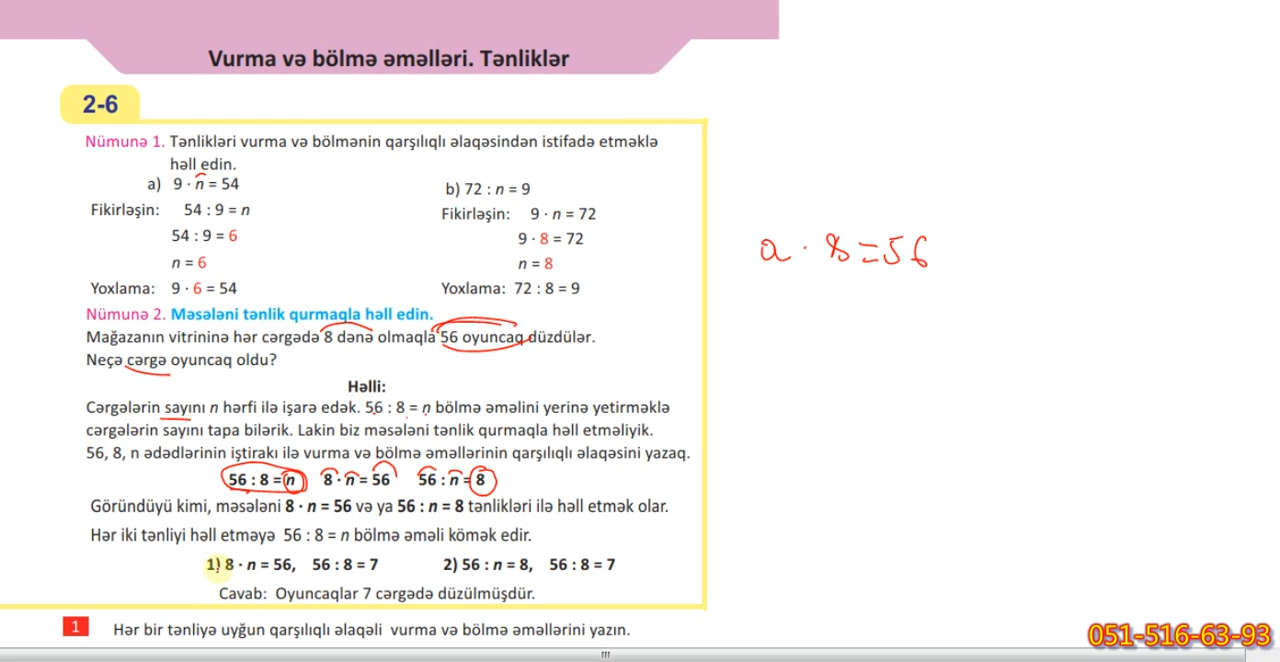 Vurma və bölmə əməlləri. Tənliklər
2-6
Nümunə 1. Tənlikləri vurma və bölmənin qarşılıqlı əlaqəsindən istifadə etməklə
həll edin.
a) 9 · n = 54
Fikirləşin: 54 : 9 = n
54 : 9 = 6
n = 6
Yoxlama: 9 · 6 = 54
b) 72 : n = 9
Fikirləşin: 9 · n = 72
9 · 8 = 72
n = 8
Yoxlama: 72 : 8 = 9
a · 8 = 56
Nümunə 2. Məsələni tənlik qurmaqla həll edin.
Mağazanın vitrininə hər cərgədə 8 dənə olmaqla 56 oyuncaq düzdülər.
Neçə cərgə oyuncaq oldu?
Həlli:
Cərgələrin sayını n hərfi ilə işarə edək. 56 : 8 = n bölmə əməlini yerinə yetirməklə
cərgələrin sayını tapa bilərik. Lakin biz məsələni tənlik qurmaqla həll etməliyik.
56, 8, n ədədlərinin iştirakı ilə vurma və bölmə əməllərinin qarşılıqlı əlaqəsini yazaq.
56 : 8 = n 8 · n = 56 56 : n = 8
Göründüyü kimi, məsələni 8 · n = 56 və ya 56 : n = 8 tənlikləri ilə həll etmək olar.
Hər iki tənliyi həll etməyə 56 : 8 = n bölmə əməli kömək edir.
1) 8 · n = 56, 56 : 8 = 7 2) 56 : n = 8, 56 : 8 = 7
Cavab: Oyuncaqlar 7 cərgədə düzülmüşdür.
1 Hər bir tənliyə uyğun qarşılıqlı əlaqəli vurma və bölmə əməllərini yazın.
051-516-63-93